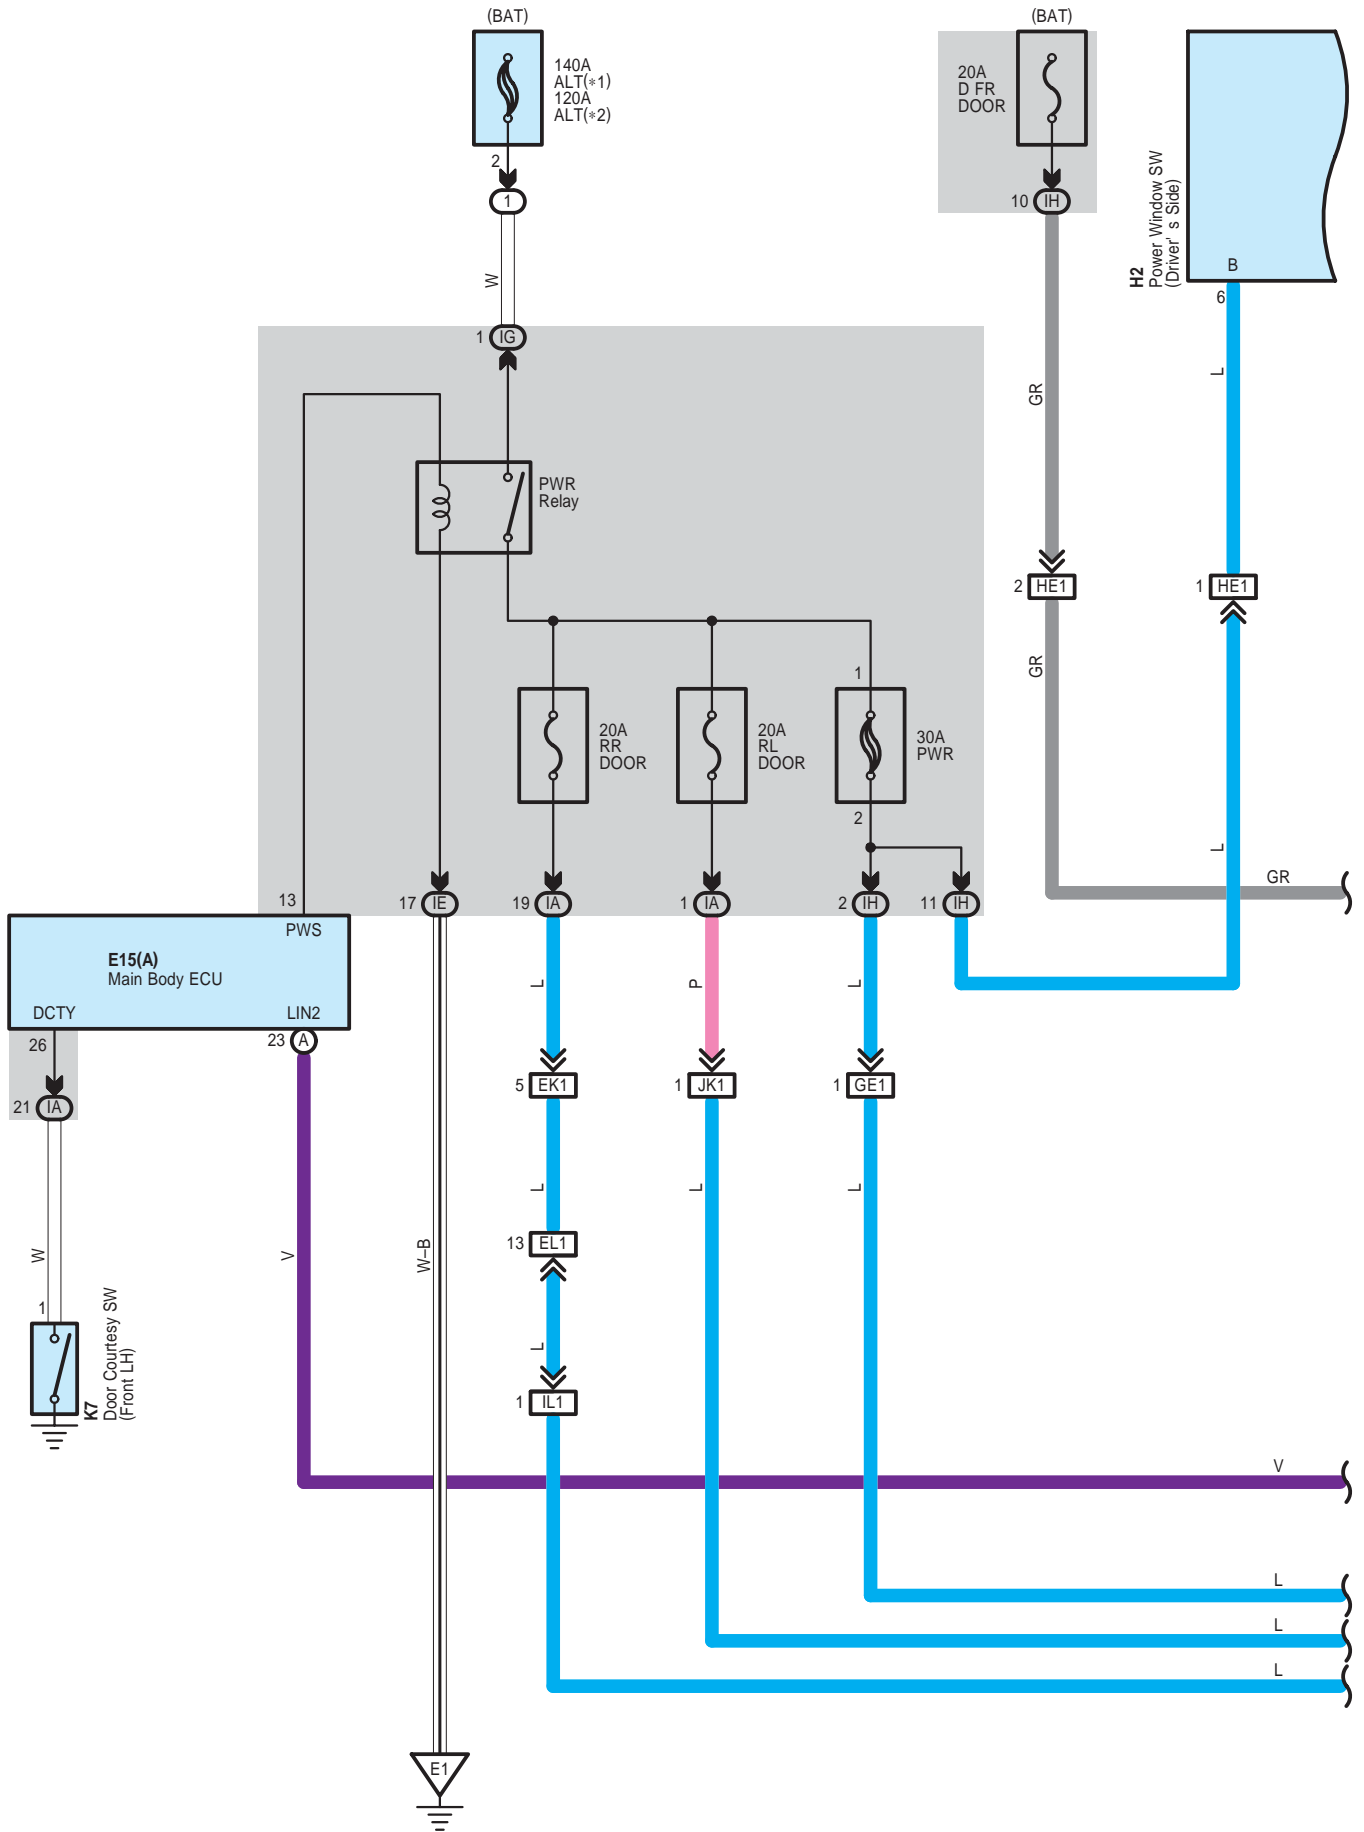 (BAT)
140A
ALT(∗1)
120A
ALT(∗2)
2
1
W
1 IG
(BAT)
20A
D FR
DOOR
10 IH
GR
2 HE1
GR
GR
H2
Power Window SW
(Driver' s Side)
B
6
L
1 HE1
L
PWR
Relay
20A
RR
DOOR
20A
RL
DOOR
1
30A
PWR
2
13
PWS
E15(A)
Main Body ECU
DCTY
LIN2
26
23 A
21 IA
17 IE
19 IA
1 IA
2 IH
11 IH
L
P
L
5 EK1
1 JK1
1 GE1
L
L
L
13 EL1
L
1 IL1
W
V
W–B
1
K7
Door Courtesy SW
(Front LH)
V
L
L
L
E1